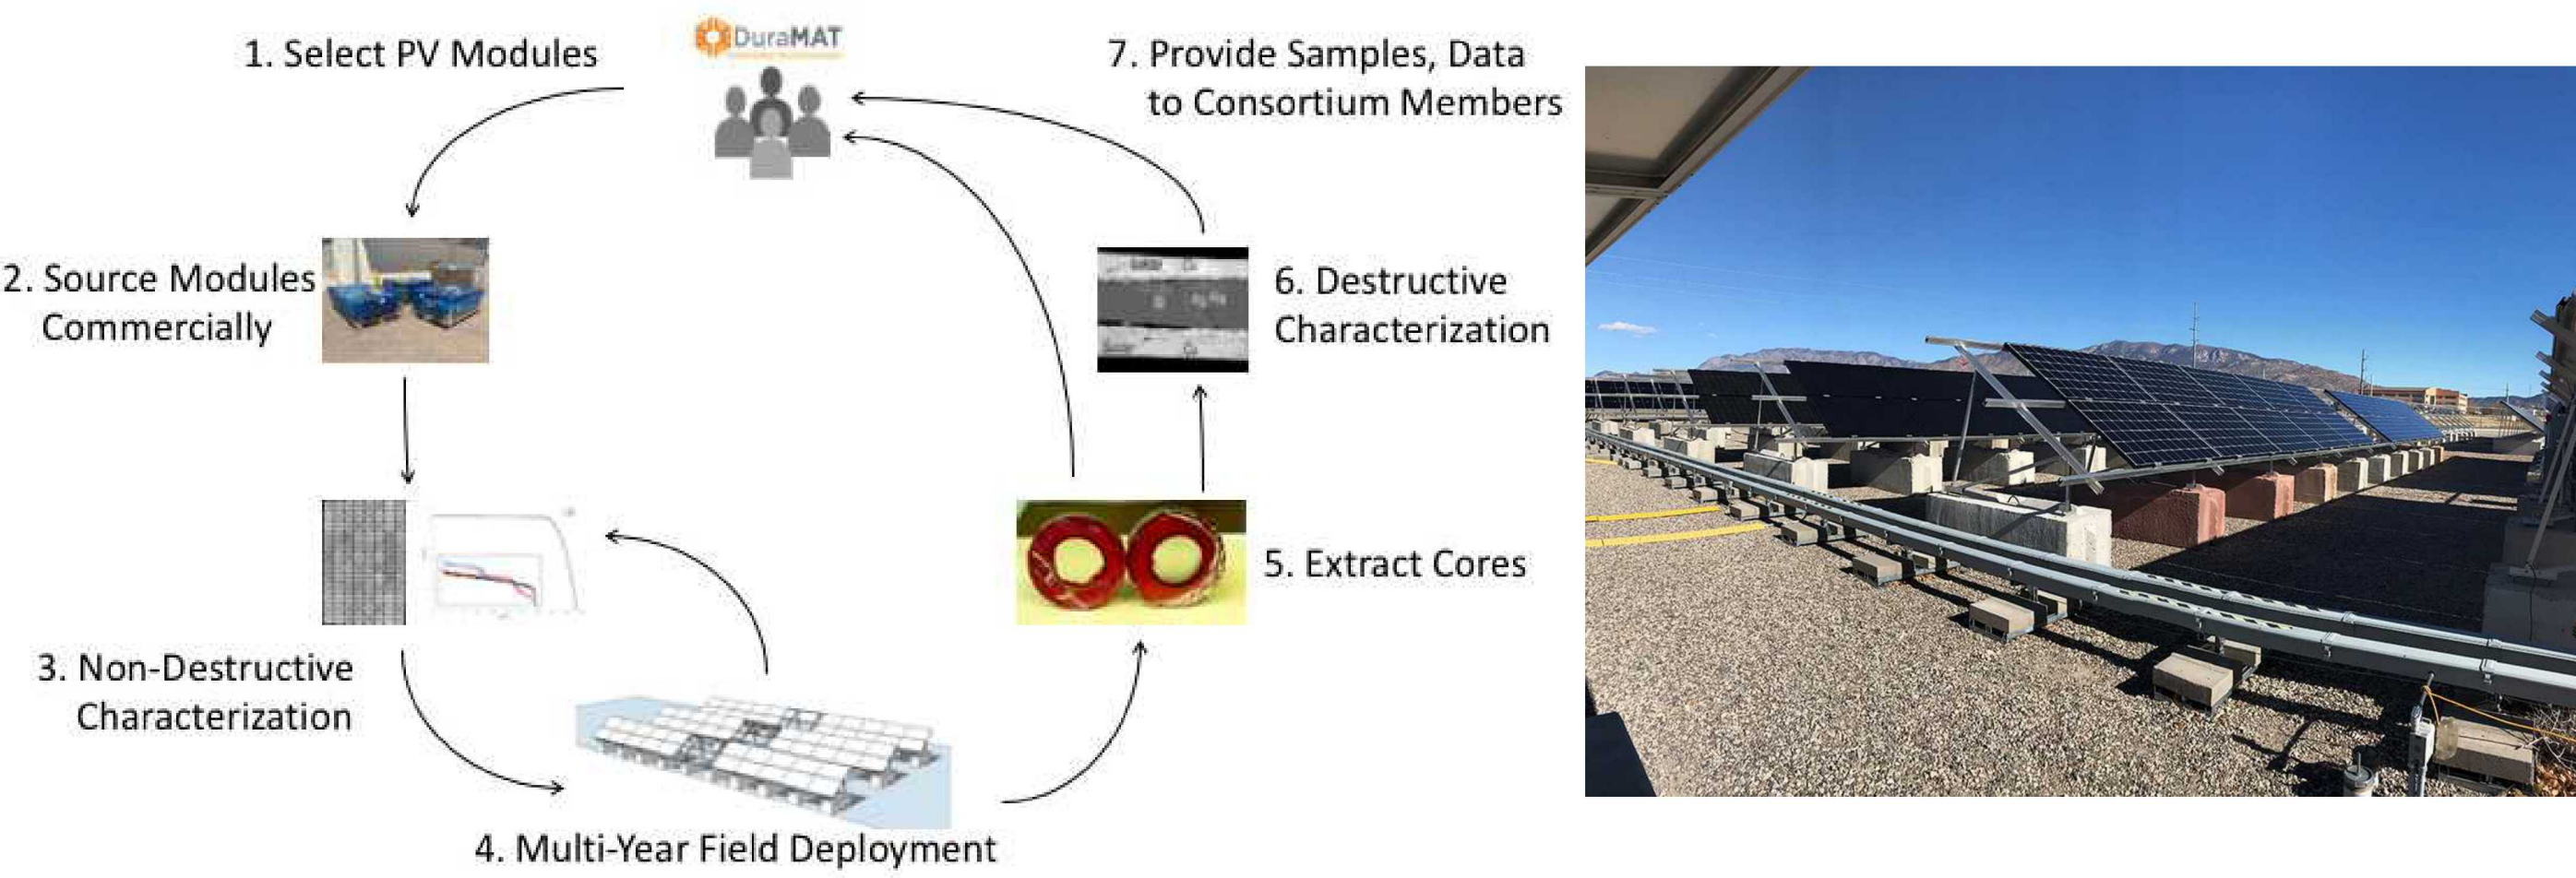 1. Select PV Modules
DuraMAT
7. Provide Samples, Data
to Consortium Members
2. Source Modules
Commercially
6. Destructive
Characterization
5. Extract Cores
3. Non-Destructive
Characterization
4. Multi-Year Field Deployment